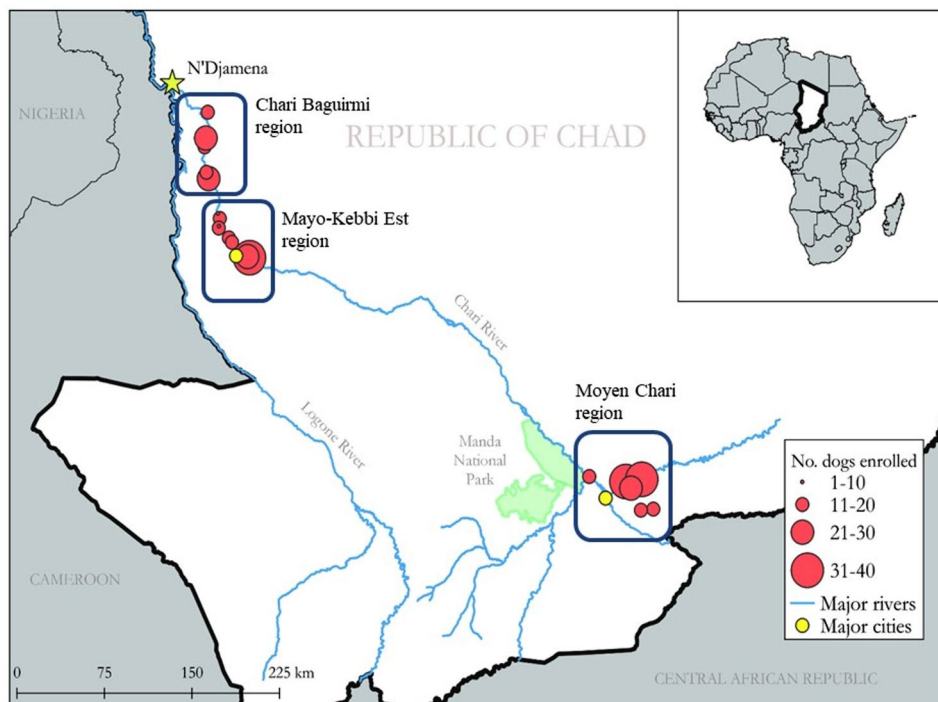 N'Djamena
NIGERIA
Chari Baguirmi
region
REPUBLIC OF CHAD
Mayo-Kebbi Est
region
Chari River
Moyen Chari
region
Logone River
Manda
National
Park
No. dogs enrolled
1-10
11-20
21-30
31-40
Major rivers
Major cities
CAMEROON
0 75 150 225 km
CENTRAL AFRICAN REPUBLIC